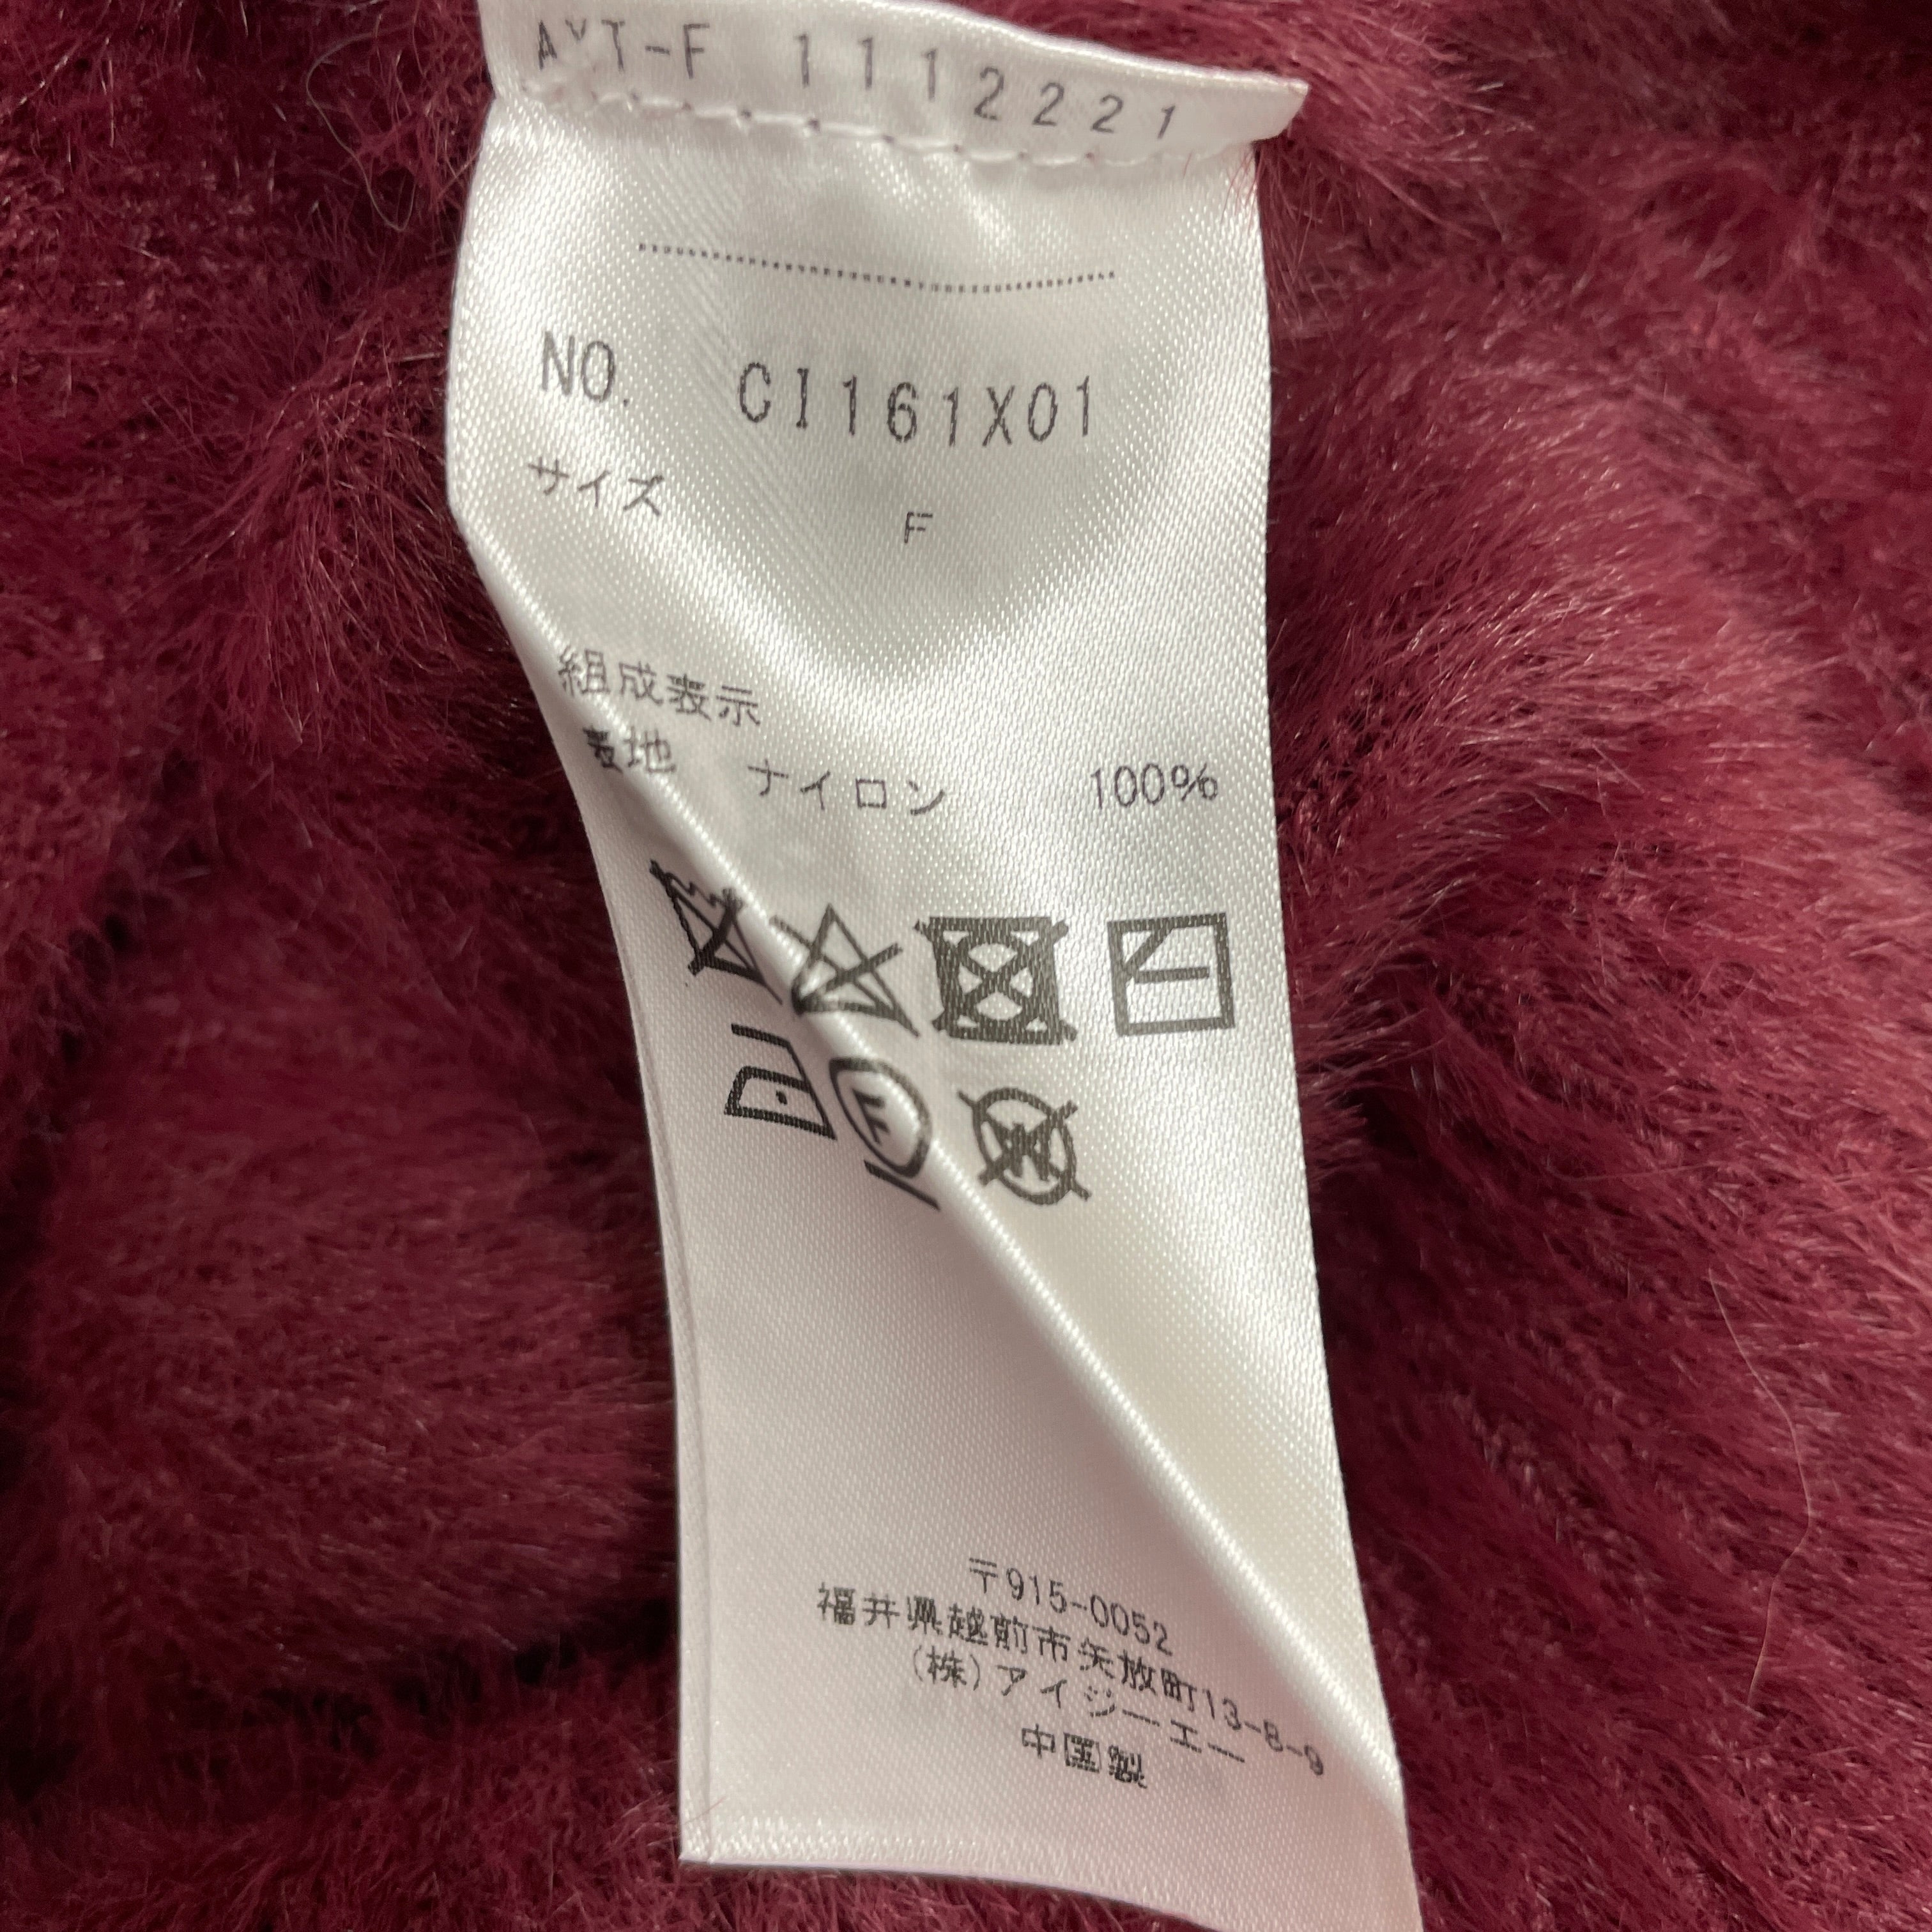 AXT-F 1112221
NO. CI161X01
サイズ F
組成表示
表地 ナイロン 100%
〒915-0052
福井県越前市矢放町13-8-9
(株)アイジーエー
中国製